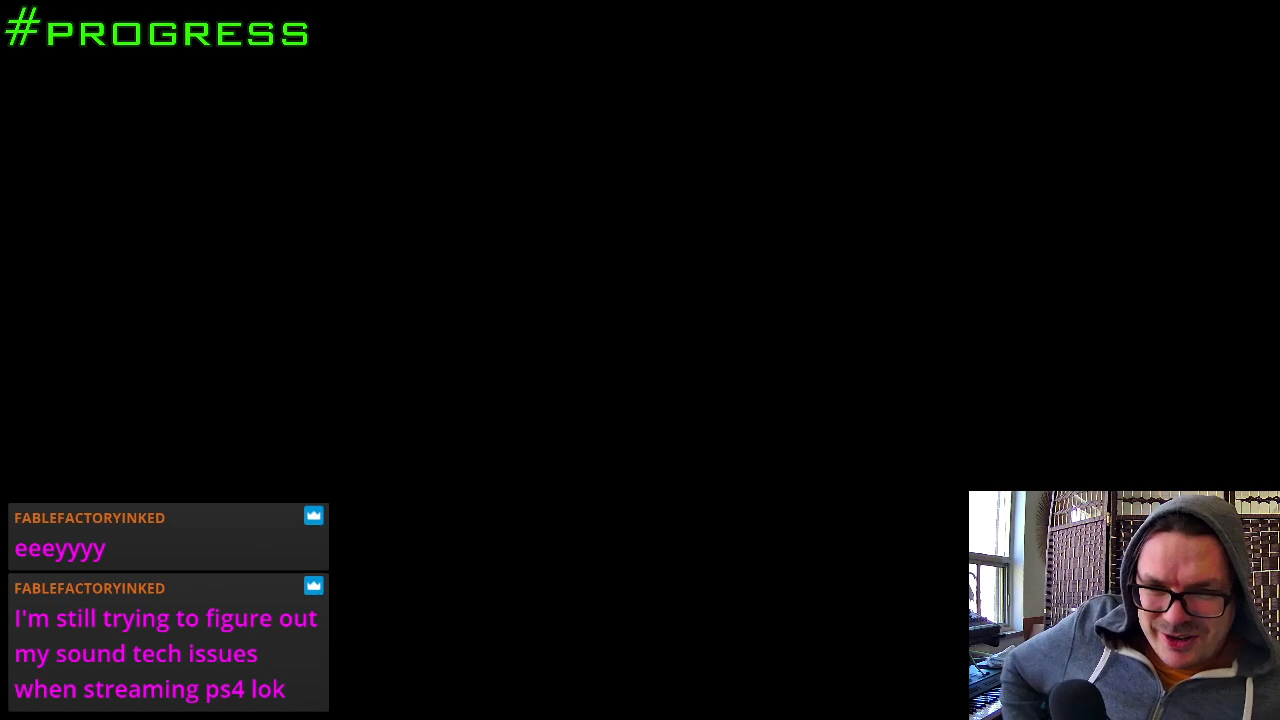 #PROGRESS
FABLEFACTORYINKED
eeeyyyy
FABLEFACTORYINKED
I'm still trying to figure out
my sound tech issues
when streaming ps4 lok